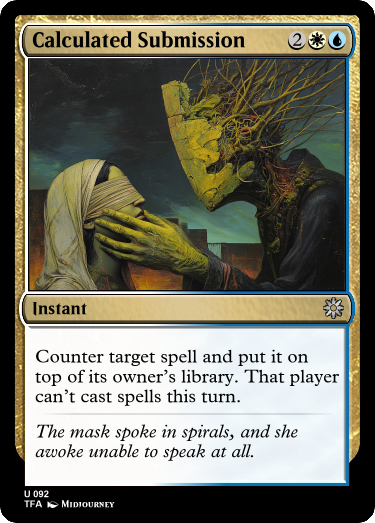 Calculated Submission 2
Instant
Counter target spell and put it on
top of its owner's library. That player
can't cast spells this turn.
The mask spoke in spirals, and she
awoke unable to speak at all.
U 092
TFA Midjourney